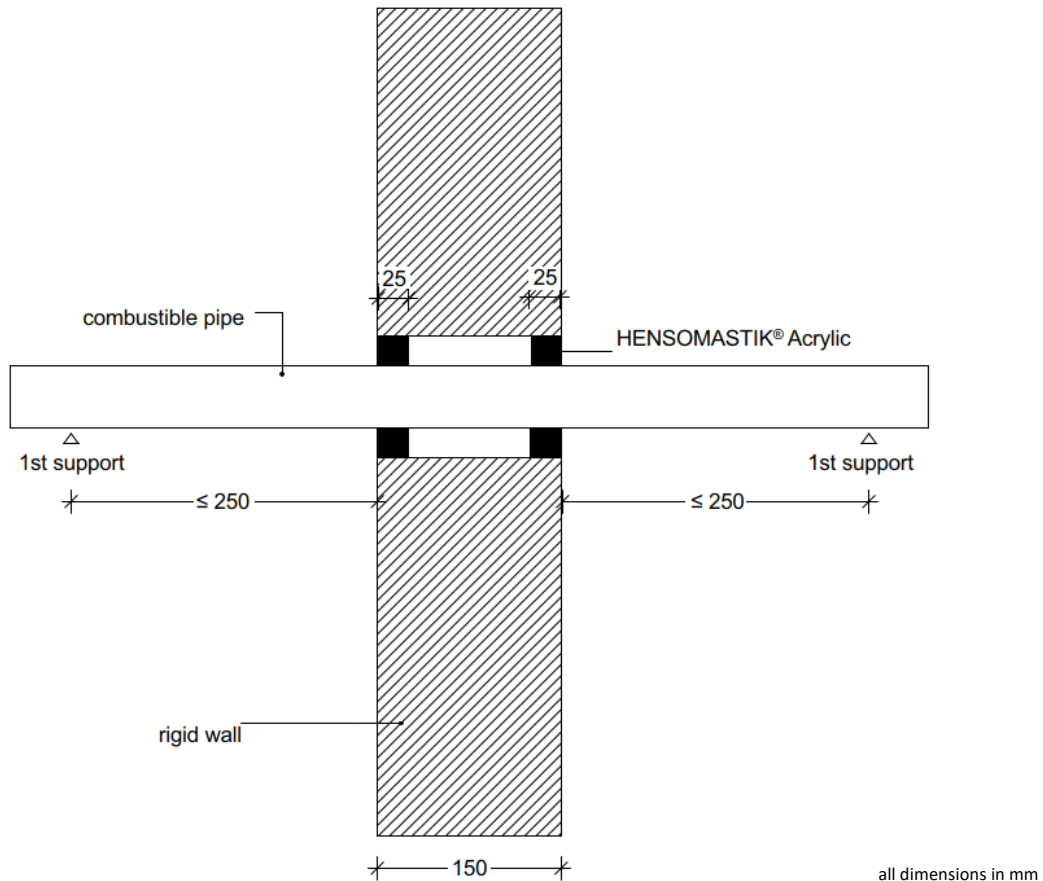 25
25
combustible pipe
HENSOMASTIK® Acrylic
1st support
1st support
≤ 250
≤ 250
rigid wall
150
all dimensions in mm